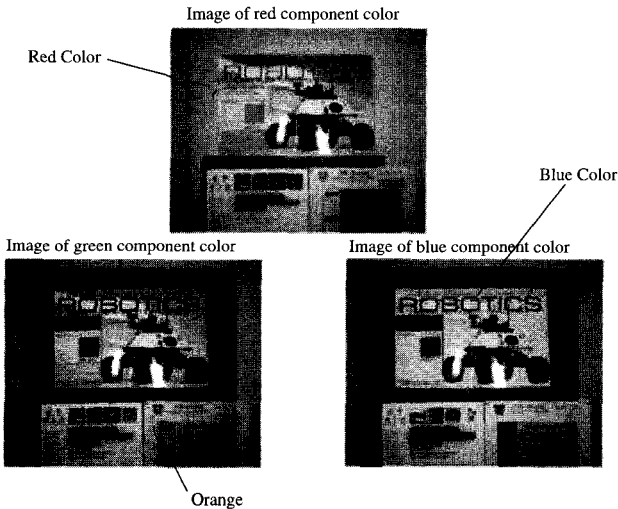 Image of red component color
Red Color
ROBOTICS
Blue Color
Image of green component color
Image of blue component color
ROBOTICS
ROBOTICS
Orange